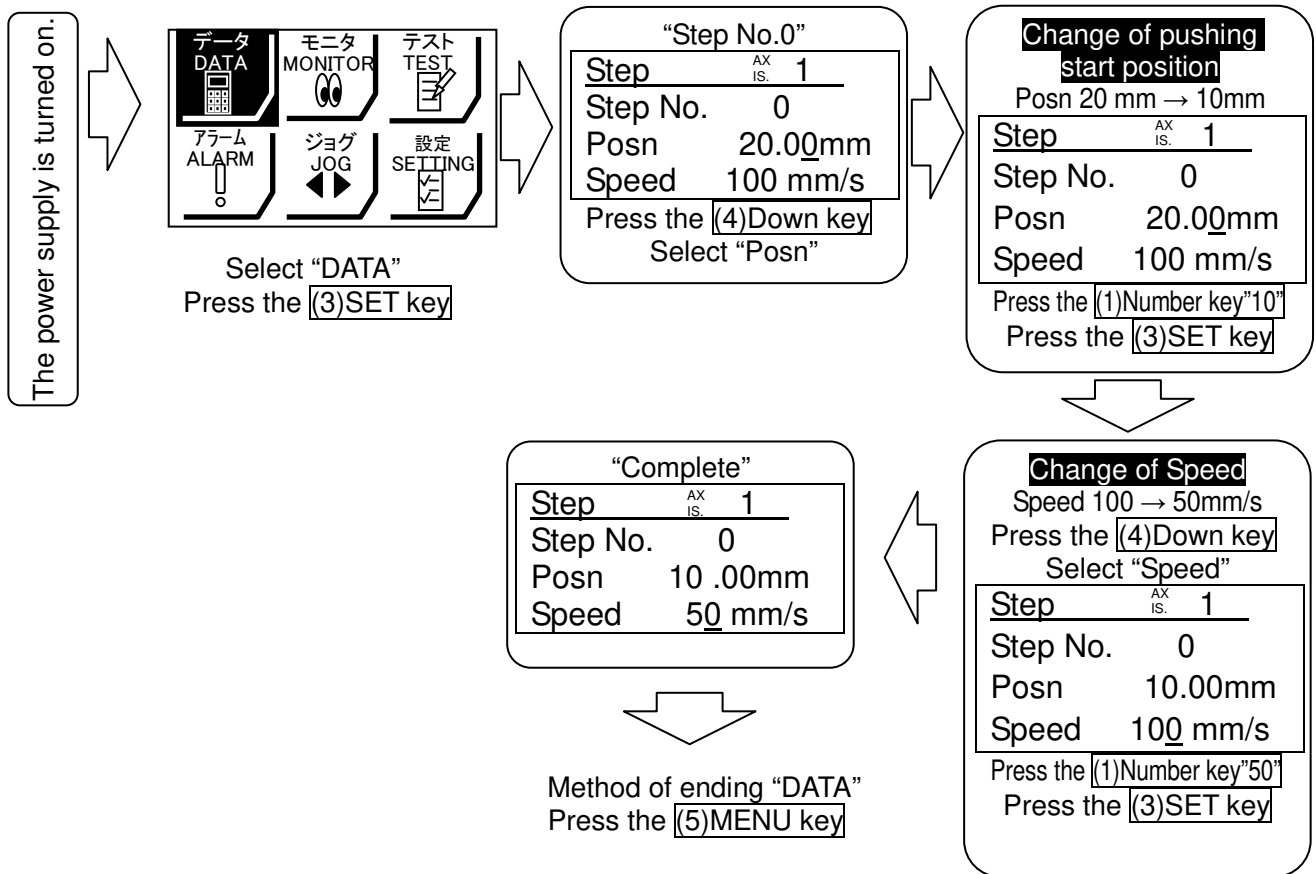 The power supply is turned on.
データ
DATA
モニタ
MONITOR
テスト
TEST
アラーム
ALARM
ジョグ
JOG
設定
SETTING
Select “DATA”
Press the (3)SET key
“Step No.0”
Step AX IS. 1
Step No. 0
Posn 20.00mm
Speed 100 mm/s
Press the (4)Down key
Select “Posn”
Change of pushing
start position
Posn 20 mm → 10mm
Step AX IS. 1
Step No. 0
Posn 20.00mm
Speed 100 mm/s
Press the (1)Number key”10”
Press the (3)SET key
Change of Speed
Speed 100 → 50mm/s
Press the (4)Down key
Select “Speed”
Step AX IS. 1
Step No. 0
Posn 10.00mm
Speed 100 mm/s
Press the (1)Number key”50”
Press the (3)SET key
“Complete”
Step AX IS. 1
Step No. 0
Posn 10 .00mm
Speed 50 mm/s
Method of ending “DATA”
Press the (5)MENU key